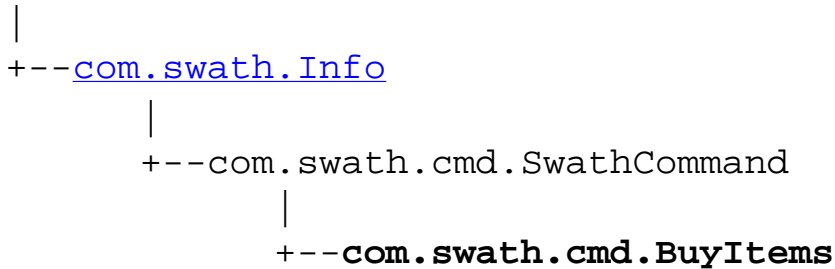 |
+--com.swath.Info
|
+--com.swath.cmd.SwathCommand
|
+--com.swath.cmd.BuyItems